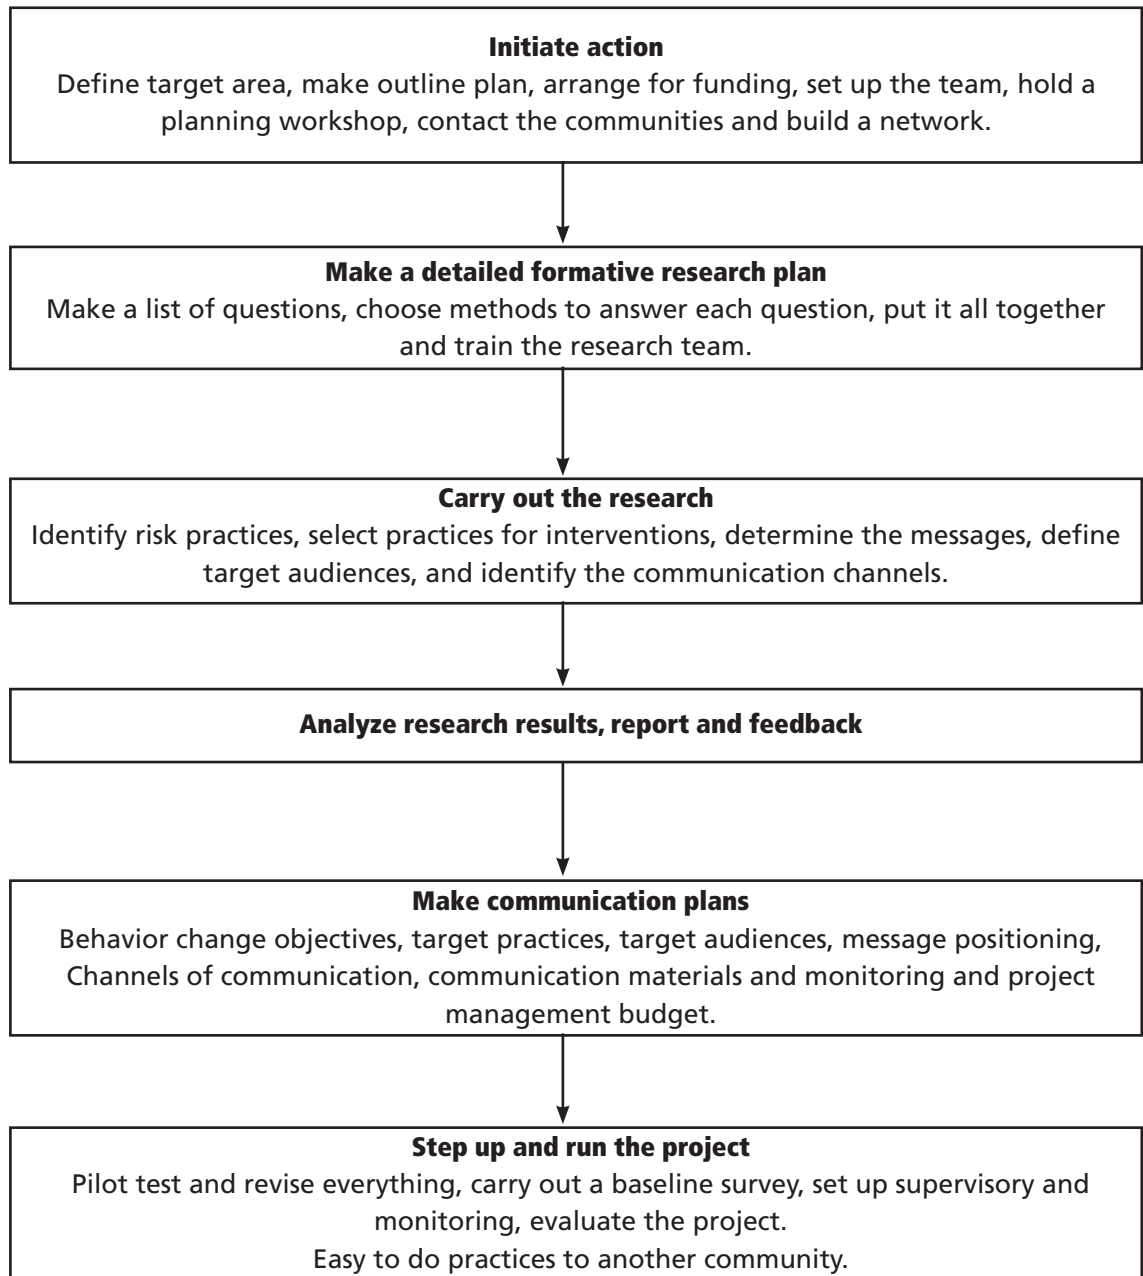 Initiate action
Define target area, make outline plan, arrange for funding, set up the team, hold a
planning workshop, contact the communities and build a network.
Make a detailed formative research plan
Make a list of questions, choose methods to answer each question, put it all together
and train the research team.
Carry out the research
Identify risk practices, select practices for interventions, determine the messages, define
target audiences, and identify the communication channels.
Analyze research results, report and feedback
Make communication plans
Behavior change objectives, target practices, target audiences, message positioning,
Channels of communication, communication materials and monitoring and project
management budget.
Step up and run the project
Pilot test and revise everything, carry out a baseline survey, set up supervisory and
monitoring, evaluate the project.
Easy to do practices to another community.